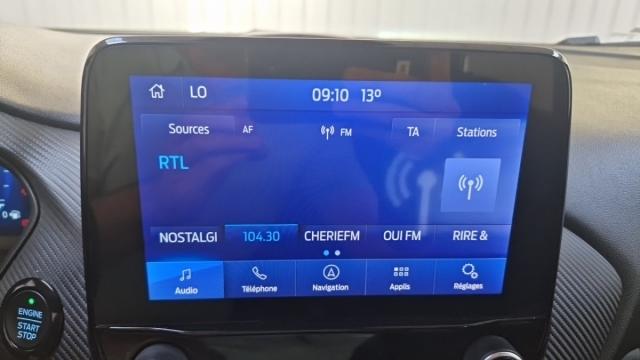 LO 09:10 13º
Sources AF FM TA Stations
RTL
NOSTALGI 104.30 CHERIEFM OUI FM RIRE &
Audio Téléphone Navigation Applis Réglages
ENGINE
START
STOP